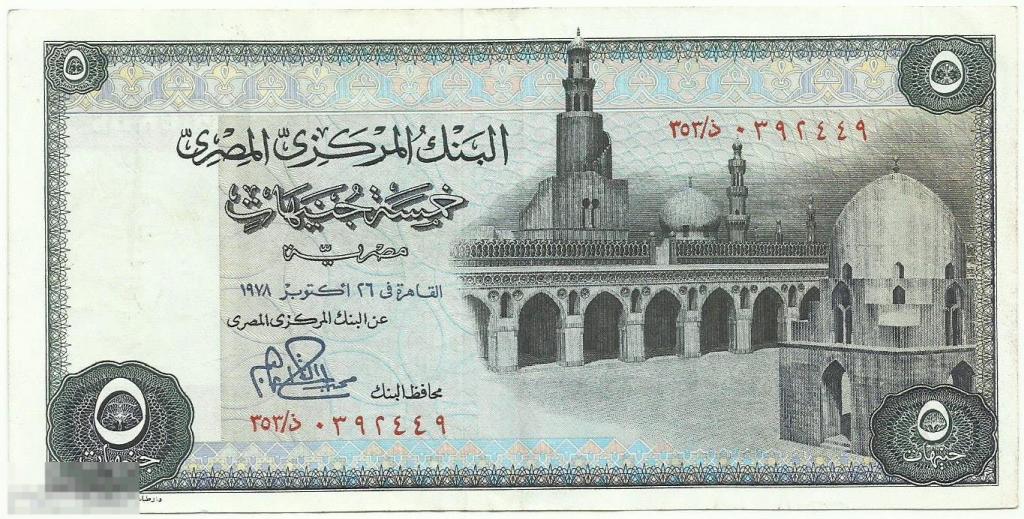 ٥ ٥
ذ/٣٥٣ ٠٣٩٢٤٤٩
البنك المركزى المصرى
خمسة جنيهات
مصرية
القاهرة فى ٢٦ أكتوبر ١٩٧٨
عن البنك المركزى المصرى
محافظ البنك
ذ/٣٥٣ ٠٣٩٢٤٤٩
٥ ٥
جنيهات جنيهات